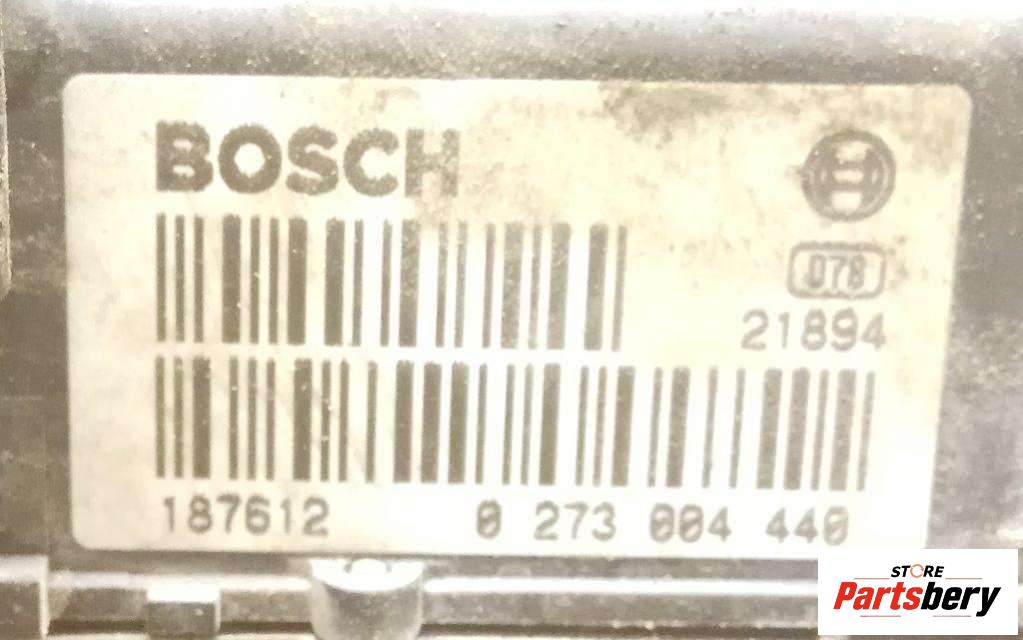 BOSCH
078
21894
187612 0 273 004 440
STORE
Partsbery